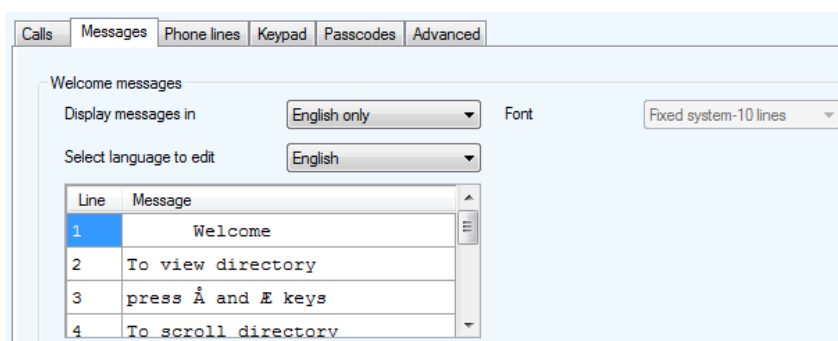 Calls Messages Phone lines Keypad Passcodes Advanced
Welcome messages
Display messages in English only Font Fixed system-10 lines
Select language to edit English
Line Message
1 Welcome
2 To view directory
3 press Å and Æ keys
4 To scroll directory